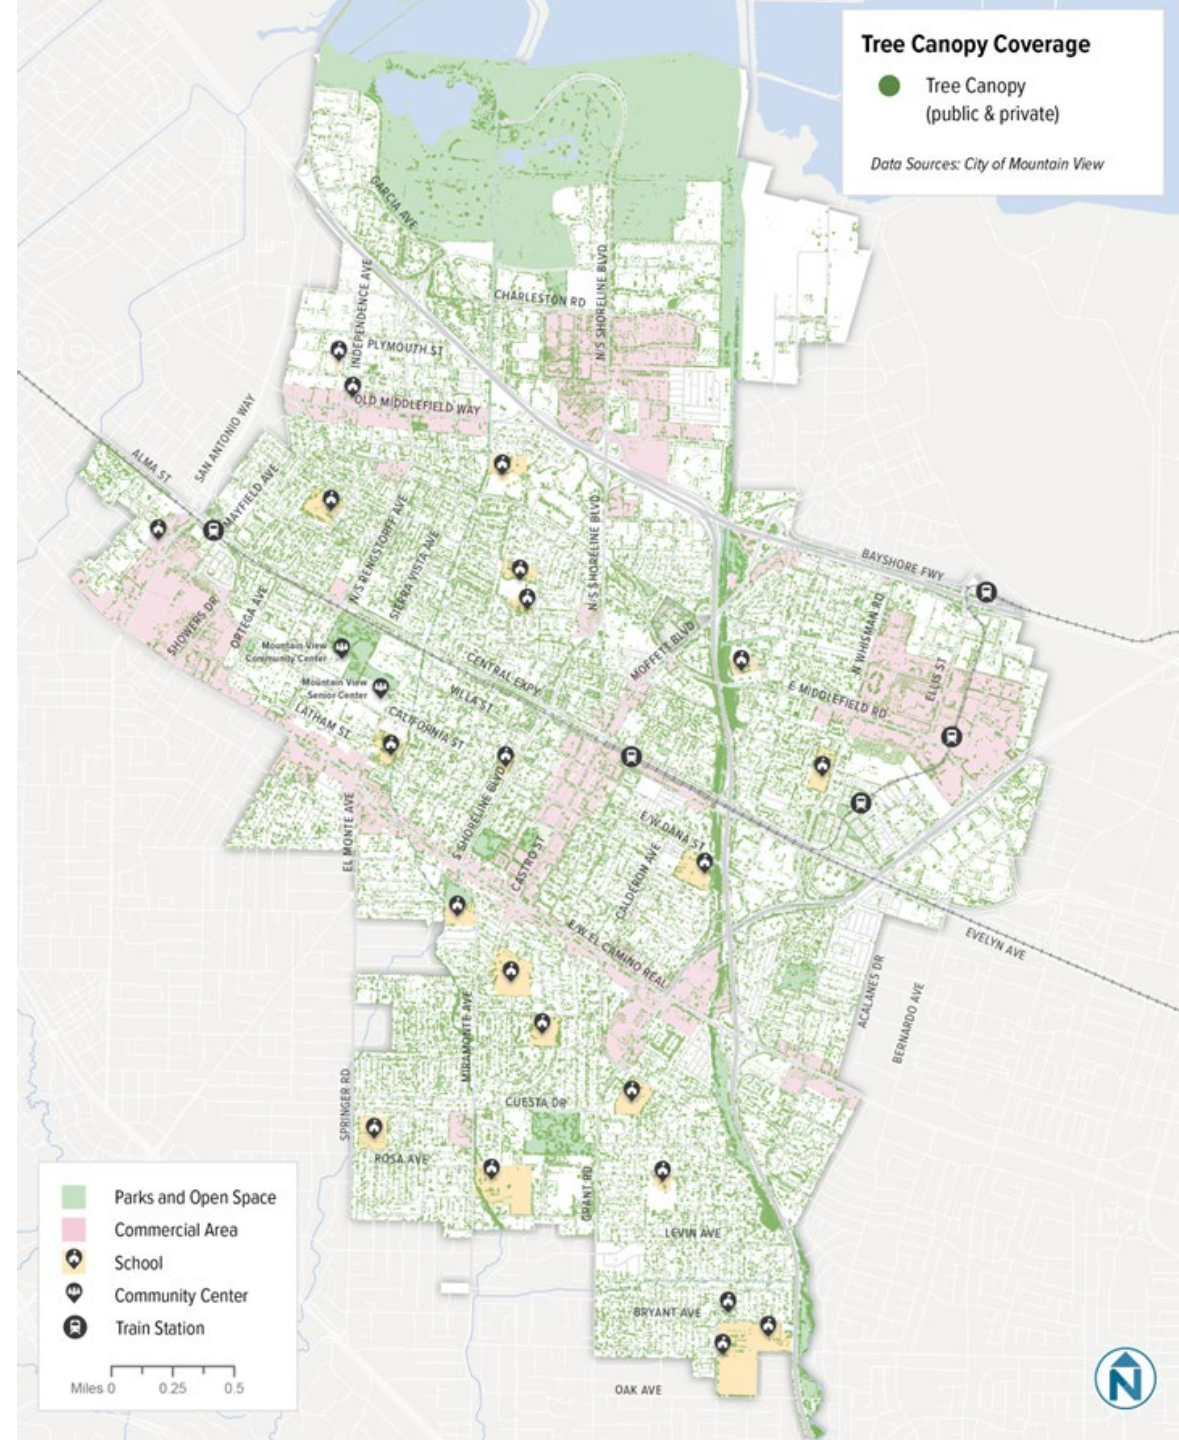 Tree Canopy Coverage
Tree Canopy
(public & private)
Data Sources: City of Mountain View
GARCIA AVE
INDEPENDENCE AVE
CHARLESTON RD
N/S SHORELINE BLVD
PLYMOUTH ST
OLD MIDDLEFIELD WAY
SAN ANTONIO WAY
ALMA ST
MAYFIELD AVE
N/S RENGSTORFF AVE
SIERRA VISTA AVE
N/S SHORELINE BLVD
BAYSHORE FWY
SHOWERS DR
ORTEGA AVE
N WHISMAN RD
MOFFETT BLVD
Mountain View
Community Center
CENTRAL EXPY
ELLIS ST
E MIDDLEFIELD RD
Mountain View
Senior Center
VILLA ST
LATHAM ST
CALIFORNIA ST
EL MONTE AVE
S SHORELINE BLVD
CASTRO ST
E/W DANA ST
CALDERON AVE
E/W EL CAMINO REAL
EVELYN AVE
ACALANES DR
BERNARDO AVE
MIRAMONTE AVE
SPRINGER RD
CUESTA DR
ROSA AVE
GRANT RD
LEVIN AVE
BRYANT AVE
OAK AVE
Parks and Open Space
Commercial Area
School
Community Center
Train Station
Miles 0 0.25 0.5
N